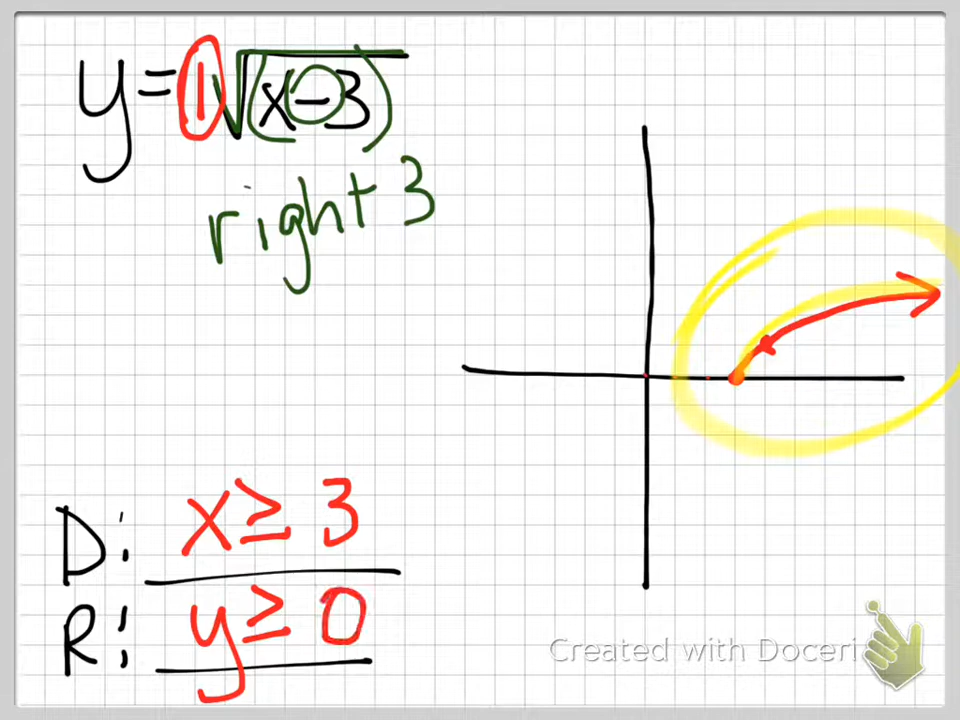 y = 1√(x-3)
right 3
D: x ≥ 3
R: y ≥ 0
Created with Doceri